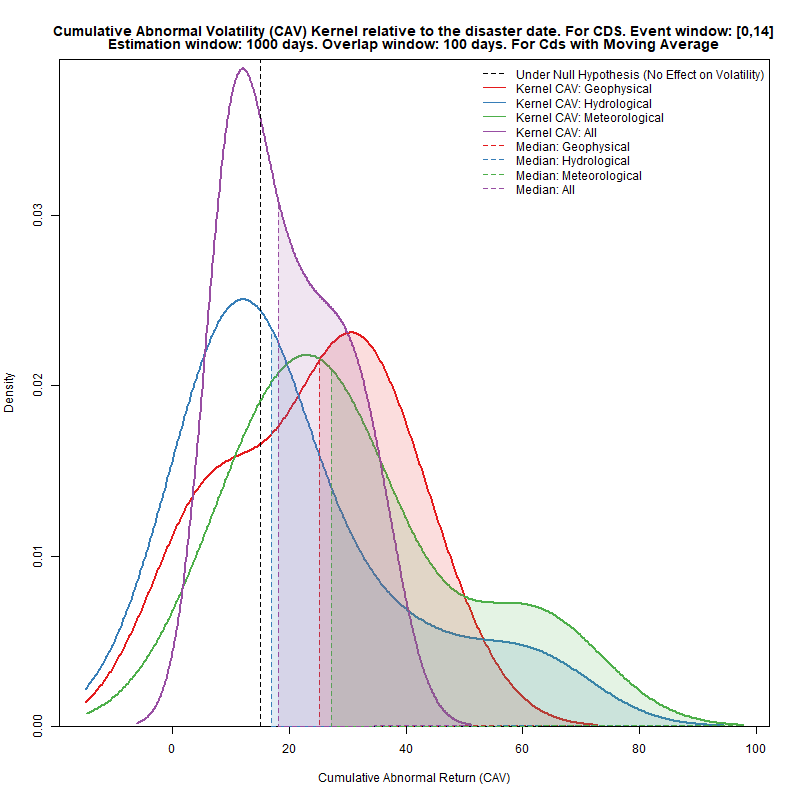 Cumulative Abnormal Volatility (CAV) Kernel relative to the disaster date. For CDS. Event window: [0,14]
Estimation window: 1000 days. Overlap window: 100 days. For Cds with Moving Average
Under Null Hypothesis (No Effect on Volatility)
Kernel CAV: Geophysical
Kernel CAV: Hydrological
Kernel CAV: Meteorological
Kernel CAV: All
Median: Geophysical
Median: Hydrological
Median: Meteorological
Median: All
Density
0.03
0.02
0.01
0.00
0 20 40 60 80 100
Cumulative Abnormal Return (CAV)